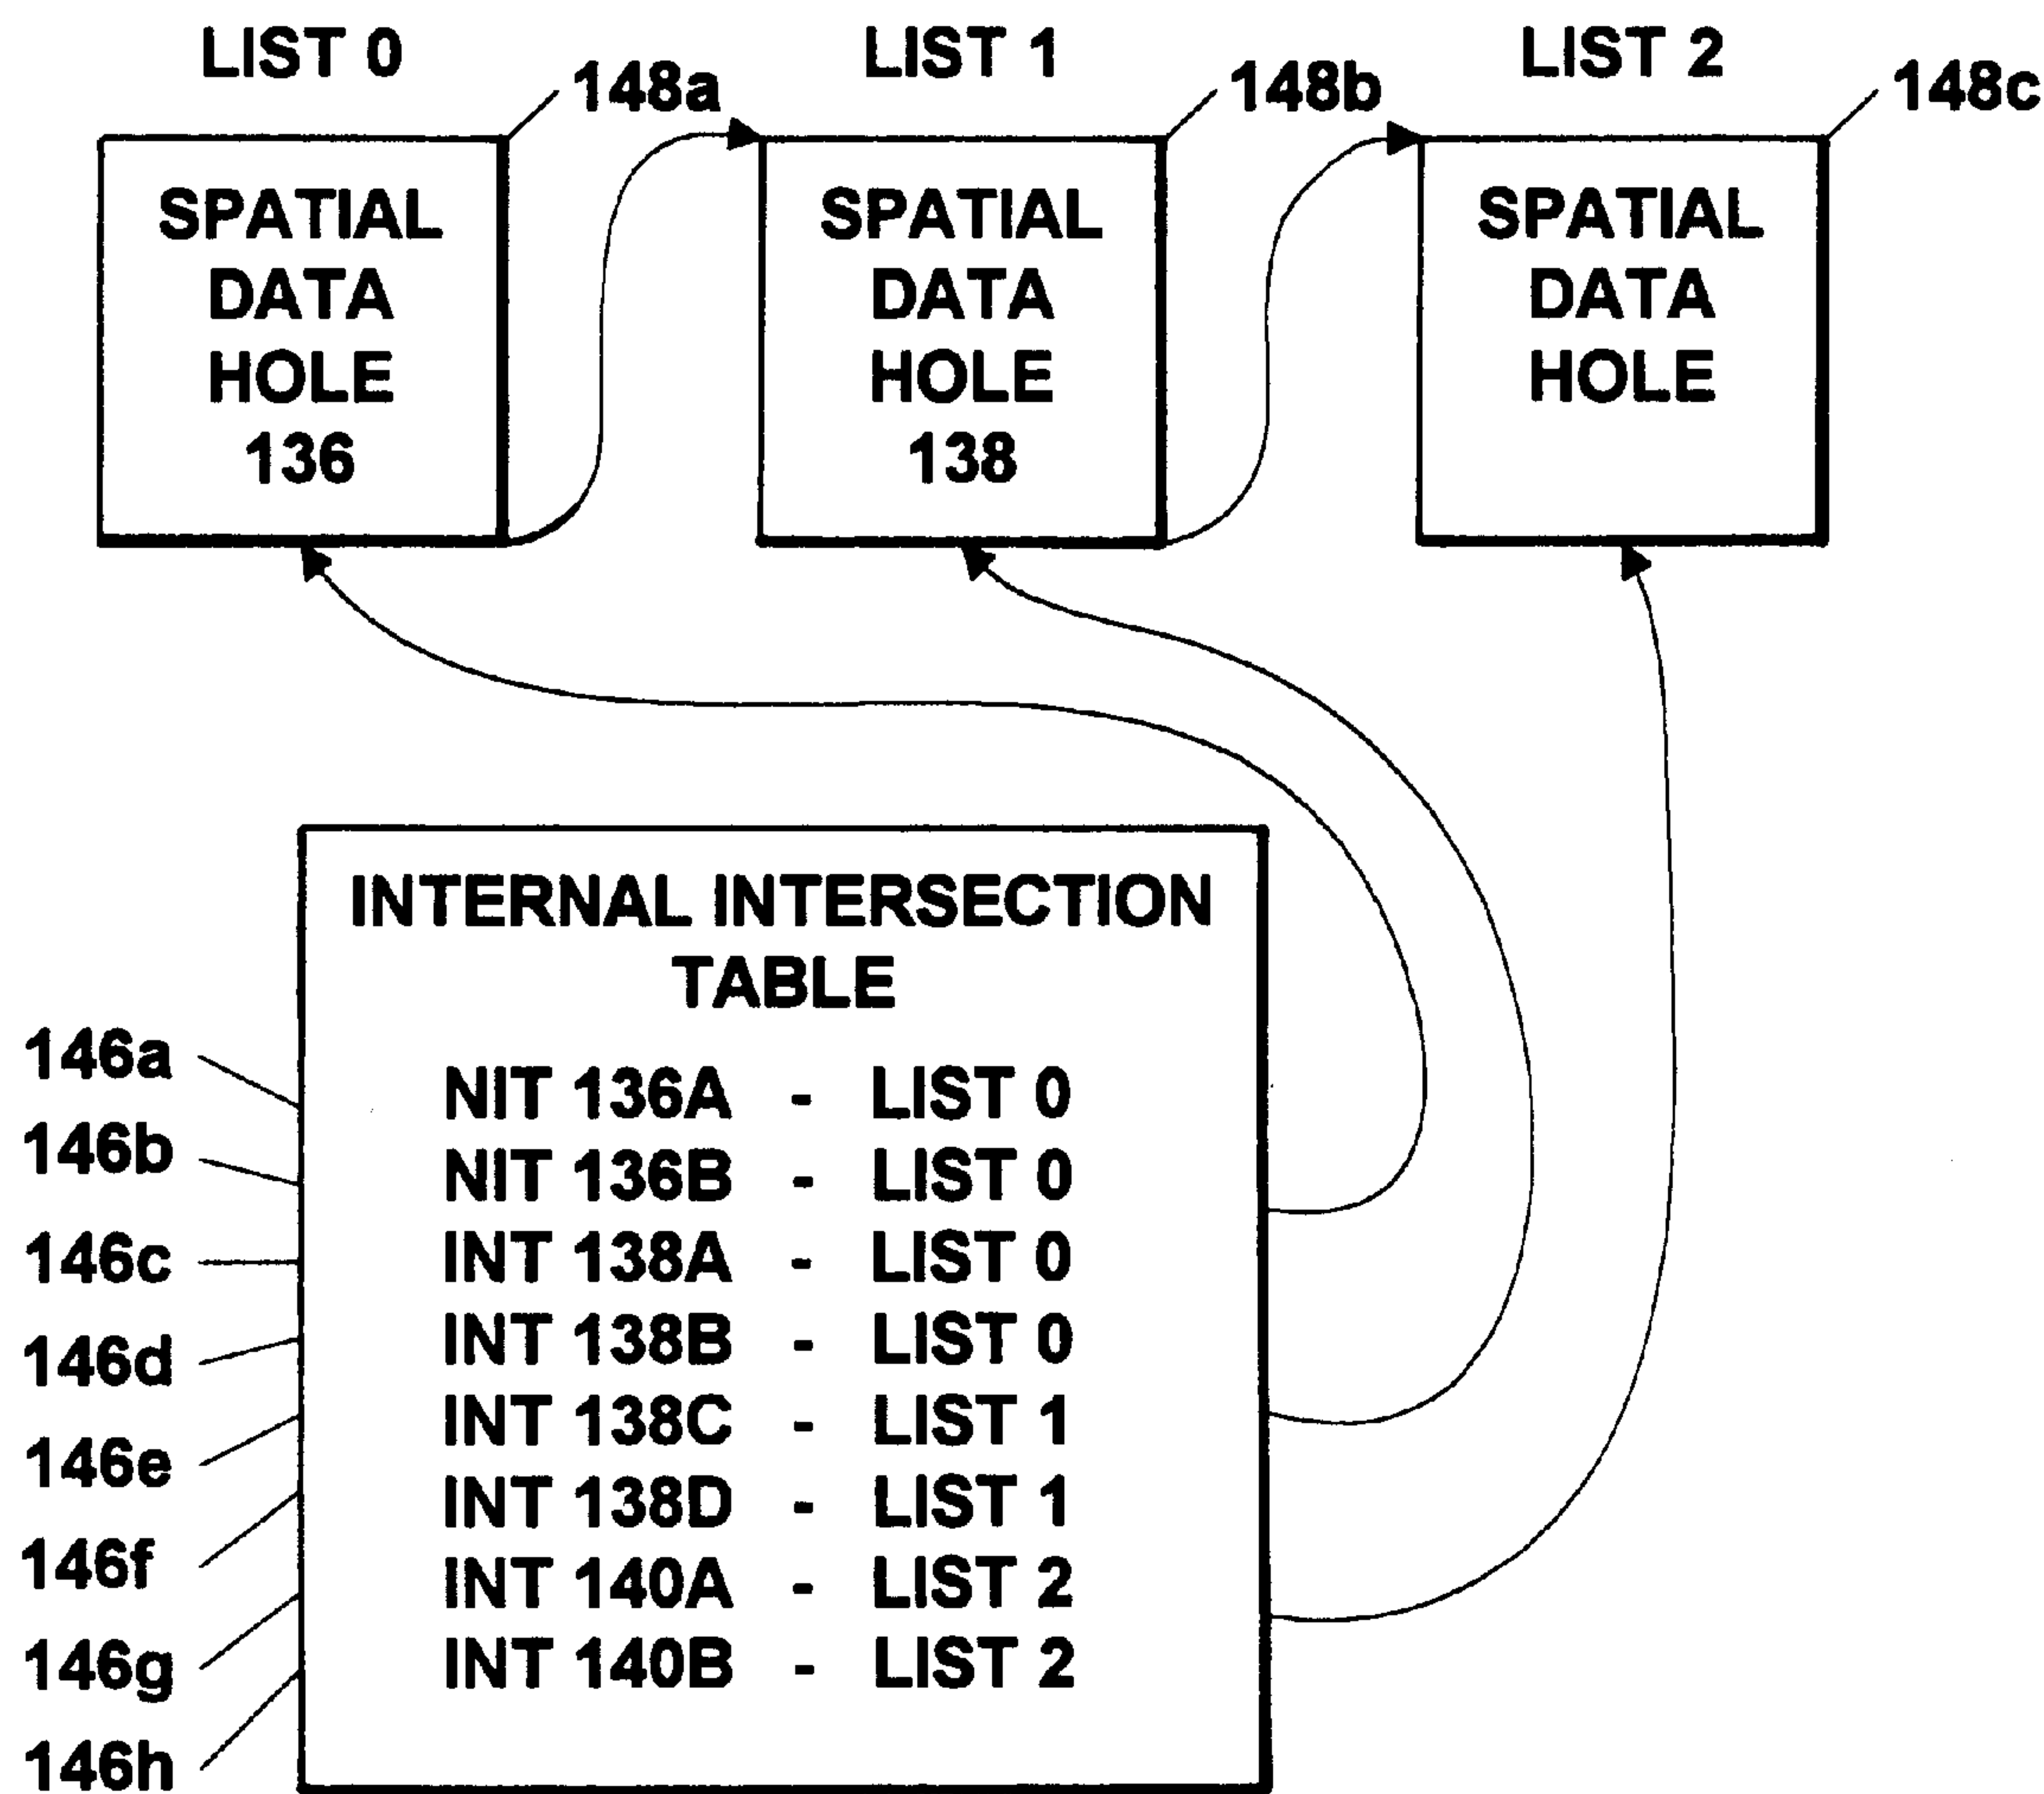 LIST 0
LIST 1
LIST 2
148a
148b
148c
SPATIAL
DATA
HOLE
136
SPATIAL
DATA
HOLE
138
SPATIAL
DATA
HOLE
INTERNAL INTERSECTION
TABLE
146a
NIT 136A - LIST 0
146b
NIT 136B - LIST 0
146c
INT 138A - LIST 0
146d
INT 138B - LIST 0
146e
INT 138C - LIST 1
146f
INT 138D - LIST 1
146g
INT 140A - LIST 2
146h
INT 140B - LIST 2